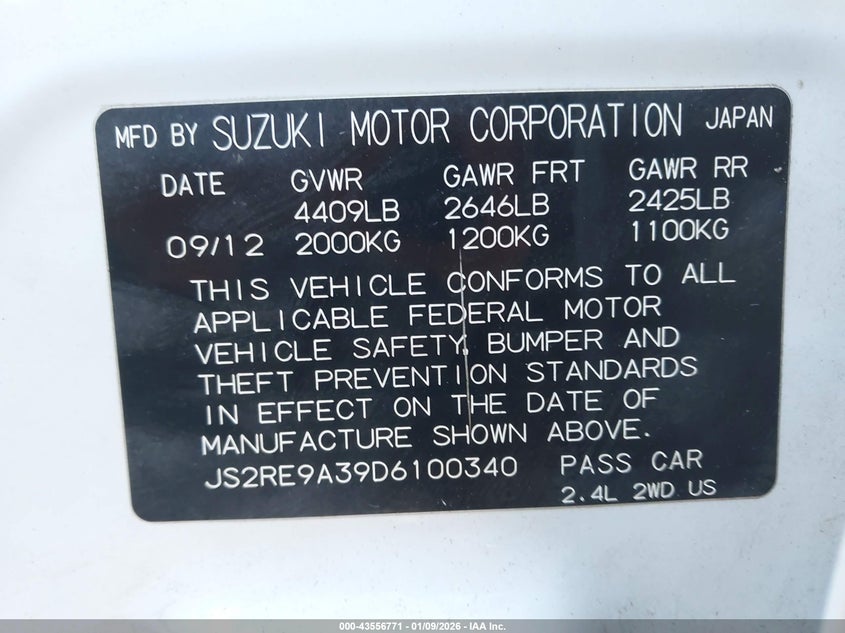 MFD BY SUZUKI MOTOR CORPORATION JAPAN
DATE GVWR GAWR FRT GAWR RR
4409LB 2646LB 2425LB
09/12 2000KG 1200KG 1100KG
THIS VEHICLE CONFORMS TO ALL
APPLICABLE FEDERAL MOTOR
VEHICLE SAFETY, BUMPER AND
THEFT PREVENTION STANDARDS
IN EFFECT ON THE DATE OF
MANUFACTURE SHOWN ABOVE.
JS2RE9A39D6100340 PASS CAR
2.4L 2WD US
000-43556771 | 01/09/2026 - IAA Inc.